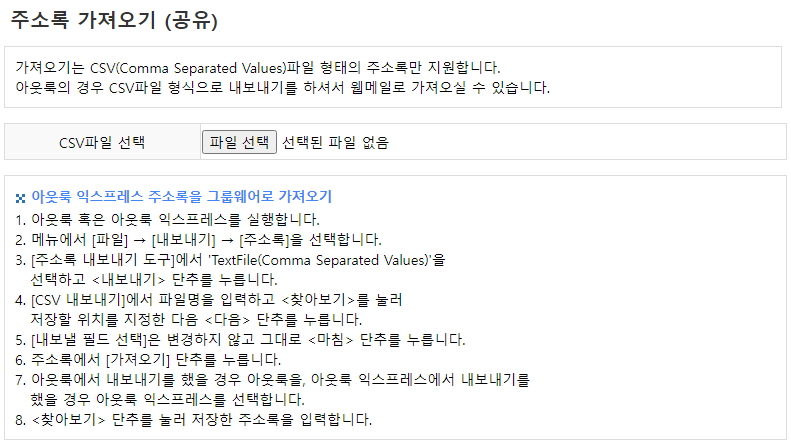 주소록 가져오기 (공유)
가져오기는 CSV(Comma Separated Values)파일 형태의 주소록만 지원합니다.
아웃룩의 경우 CSV파일 형식으로 내보내기를 하셔서 웹메일로 가져오실 수 있습니다.
CSV파일 선택 파일 선택 선택된 파일 없음
아웃룩 익스프레스 주소록을 그룹웨어로 가져오기
1. 아웃룩 혹은 아웃룩 익스프레스를 실행합니다.
2. 메뉴에서 [파일] → [내보내기] → [주소록]을 선택합니다.
3. [주소록 내보내기 도구]에서 'TextFile(Comma Separated Values)'을
선택하고 <내보내기> 단추를 누릅니다.
4. [CSV 내보내기]에서 파일명을 입력하고 <찾아보기>를 눌러
저장할 위치를 지정한 다음 <다음> 단추를 누릅니다.
5. [내보낼 필드 선택]은 변경하지 않고 그대로 <마침> 단추를 누릅니다.
6. 주소록에서 [가져오기] 단추를 누릅니다.
7. 아웃룩에서 내보내기를 했을 경우 아웃룩을, 아웃룩 익스프레스에서 내보내기를
했을 경우 아웃룩 익스프레스를 선택합니다.
8. <찾아보기> 단추를 눌러 저장한 주소록을 입력합니다.